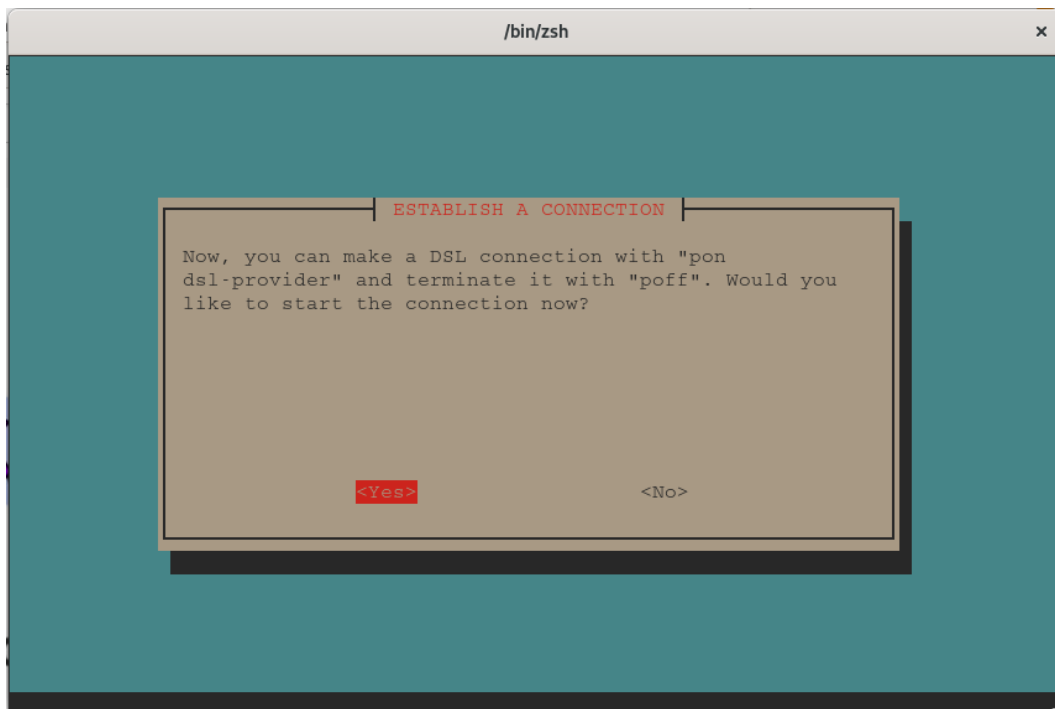 /bin/zsh
×
ESTABLISH A CONNECTION
Now, you can make a DSL connection with "pon
dsl-provider" and terminate it with "poff". Would you
like to start the connection now?
<Yes> <No>